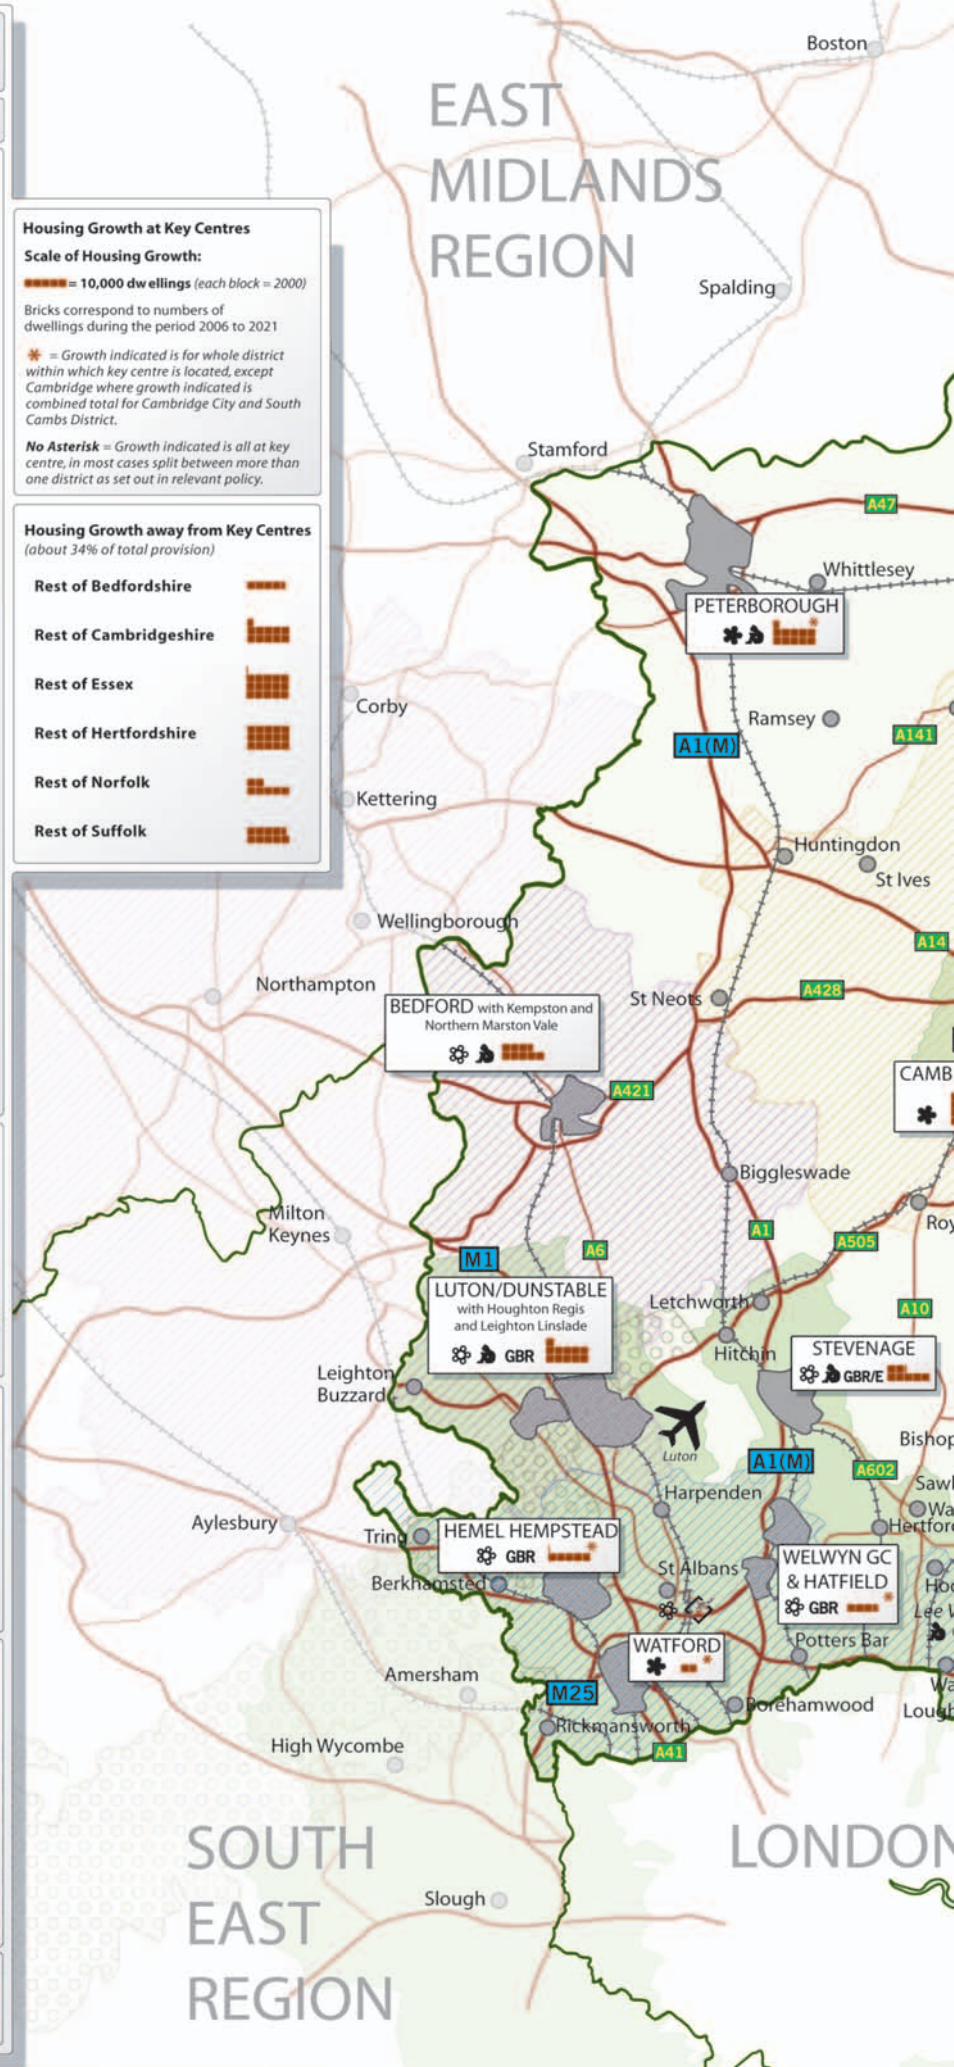 Housing Growth at Key Centres
Scale of Housing Growth:
= 10,000 dwellings (each block = 2000)
Bricks correspond to numbers of
dwellings during the period 2006 to 2021
* = Growth indicated is for whole district
within which key centre is located, except
Cambridge where growth indicated is
combined total for Cambridge City and South
Cambs District.
No Asterisk = Growth indicated is all at key
centre, in most cases split between more than
one district as set out in relevant policy.
Housing Growth away from Key Centres
(about 34% of total provision)
Rest of Bedfordshire
Rest of Cambridgeshire
Rest of Essex
Rest of Hertfordshire
Rest of Norfolk
Rest of Suffolk
Boston
EAST
MIDLANDS
REGION
Spalding
Stamford
A47
Whittlesey
PETERBOROUGH
Corby
Ramsey
A141
A1(M)
Kettering
Huntingdon
St Ives
Wellingborough
A14
Northampton
St Neots
A428
BEDFORD with Kempston and
Northern Marston Vale
CAMB
A421
Biggleswade
Milton
Keynes
Roy
A1
A505
M1
A6
LUTON/DUNSTABLE
with Houghton Regis
and Leighton Linslade
GBR
Letchworth
A10
Hitchin
STEVENAGE
GBR/E
Leighton
Buzzard
Luton
Bishop
A1(M)
A602
Harpenden
Sawb
Wa
Aylesbury
Tring
HEMEL HEMPSTEAD
GBR
Hertford
Berkhamsted
St Albans
WELWYN GC
& HATFIELD
GBR
Hod
Lee V
WATFORD
Potters Bar
Amersham
M25
Wa
Borehamwood
Lough
Rickmansworth
High Wycombe
A41
SOUTH
EAST
REGION
LONDON
Slough